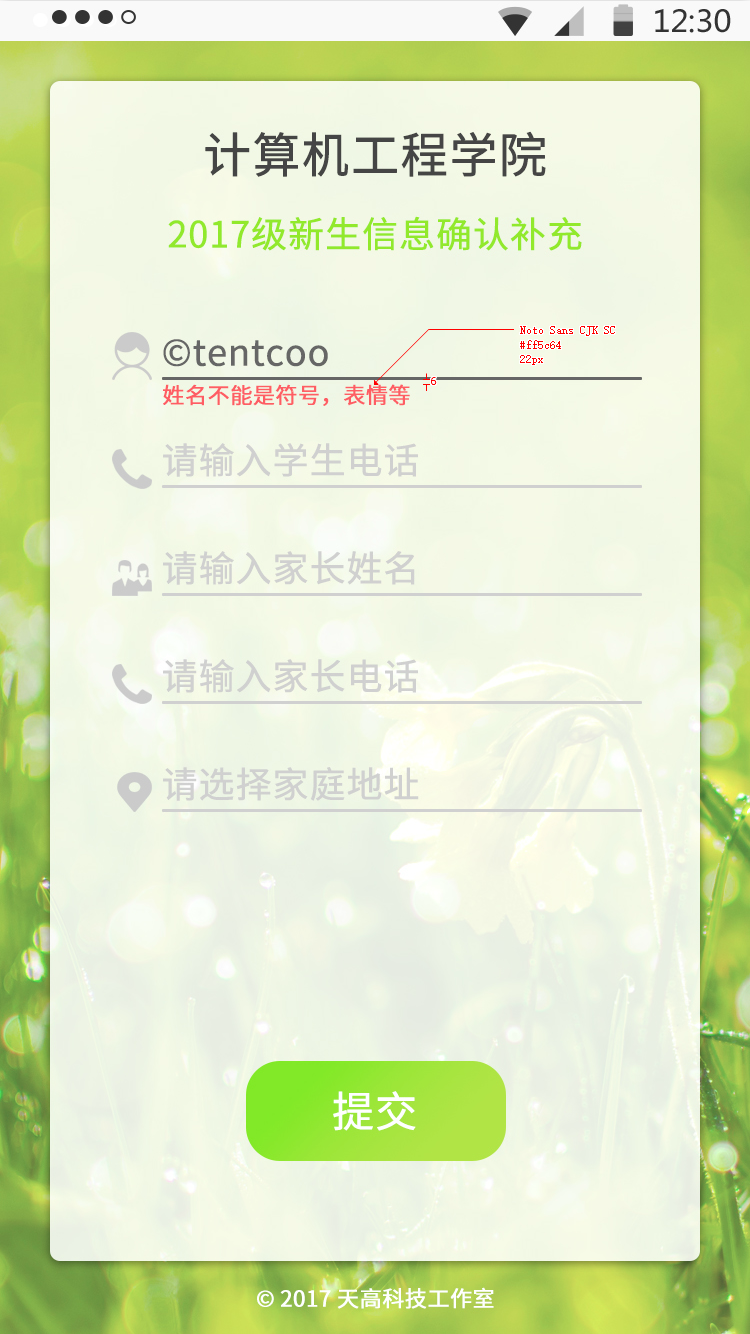 12:30
计算机工程学院
2017级新生信息确认补充
©tentcoo
Noto Sans CJK SC
#ff5c64
22px
6
姓名不能是符号，表情等
请输入学生电话
请输入家长姓名
请输入家长电话
请选择家庭地址
提交
© 2017 天高科技工作室